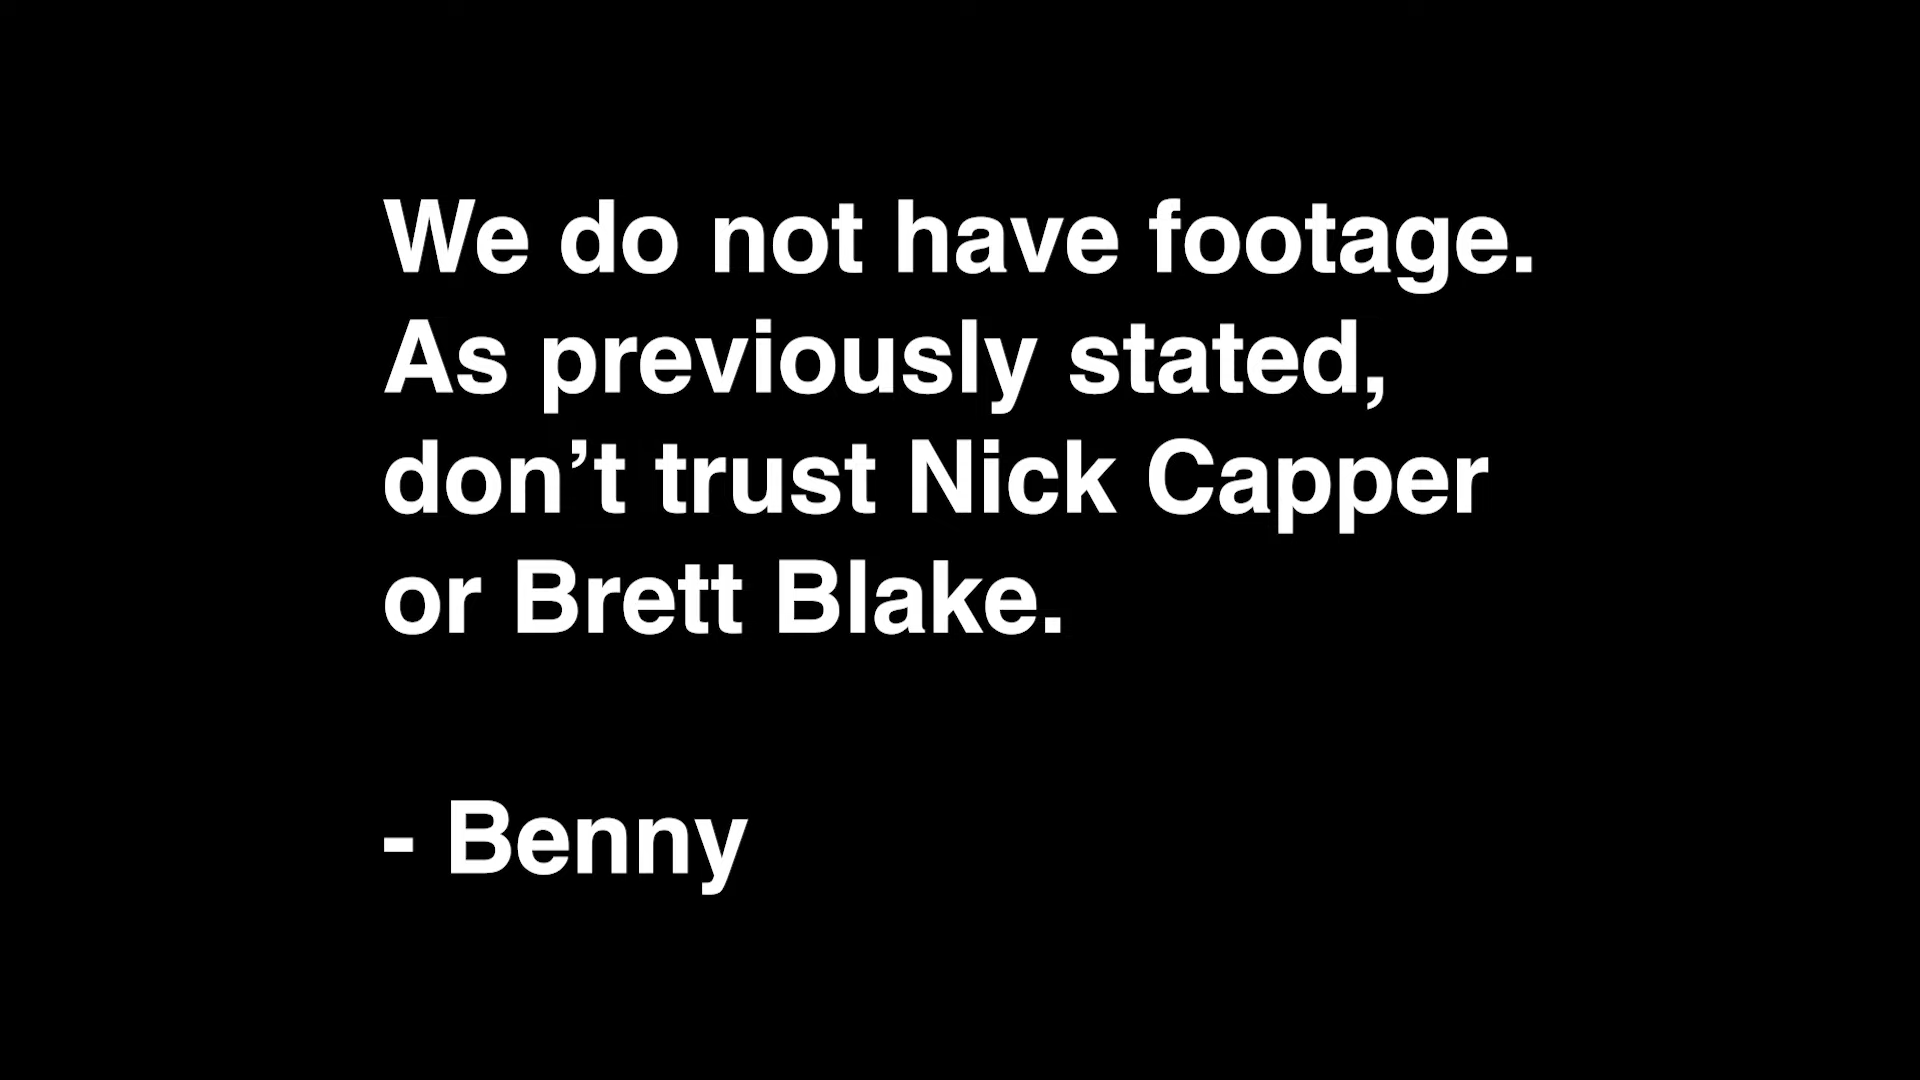 We do not have footage.
As previously stated,
don’t trust Nick Capper
or Brett Blake.
- Benny